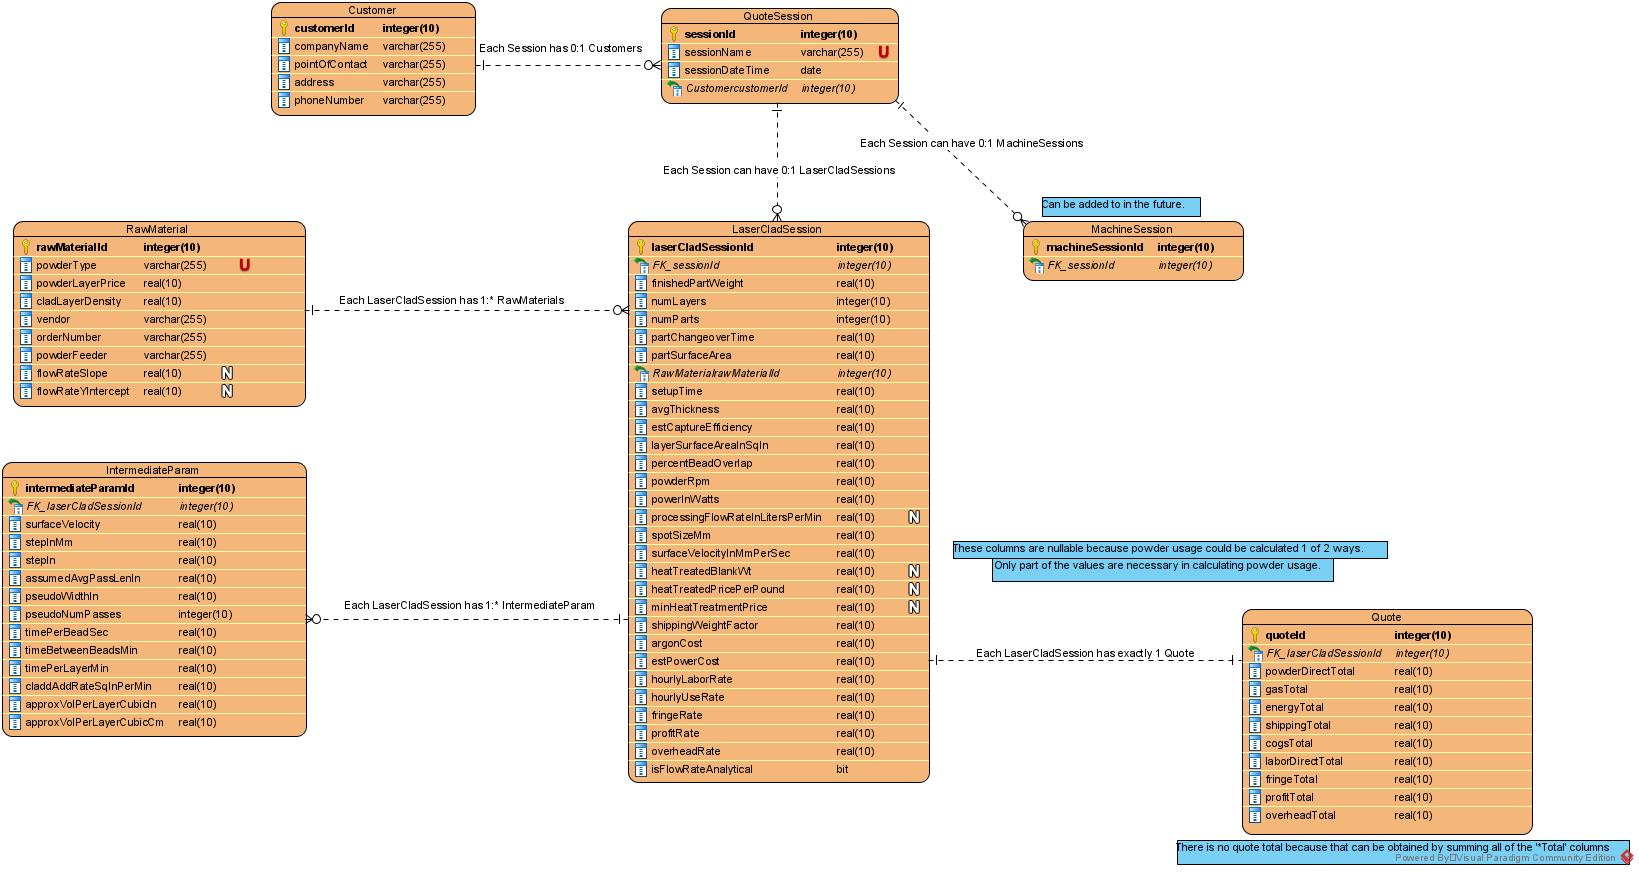 Customer
customerId integer(10)
companyName varchar(255)
pointOfContact varchar(255)
address varchar(255)
phoneNumber varchar(255)
Each Session has 0:1 Customers
QuoteSession
sessionId integer(10)
sessionName varchar(255) U
sessionDateTime date
CustomercustomerId integer(10)
Each Session can have 0:1 MachineSessions
Each Session can have 0:1 LaserCladSessions
Can be added to in the future.
MachineSession
machineSessionId integer(10)
FK_sessionId integer(10)
RawMaterial
rawMaterialId integer(10)
powderType varchar(255) U
powderLayerPrice real(10)
cladLayerDensity real(10)
vendor varchar(255)
orderNumber varchar(255)
powderFeeder varchar(255)
flowRateSlope real(10) N
flowRateYIntercept real(10) N
Each LaserCladSession has 1:* RawMaterials
LaserCladSession
laserCladSessionId integer(10)
FK_sessionId integer(10)
finishedPartWeight real(10)
numLayers integer(10)
numParts integer(10)
partChangeoverTime real(10)
partSurfaceArea real(10)
RawMaterialrawMaterialId integer(10)
setupTime real(10)
avgThickness real(10)
estCaptureEfficiency real(10)
layerSurfaceAreaInSqIn real(10)
percentBeadOverlap real(10)
powderRpm real(10)
powerInWatts real(10)
processingFlowRateInLitersPerMin real(10) N
spotSizeMm real(10)
surfaceVelocityInMmPerSec real(10)
heatTreatedBlankWt real(10) N
heatTreatedPricePerPound real(10) N
minHeatTreatmentPrice real(10) N
shippingWeightFactor real(10)
argonCost real(10)
estPowerCost real(10)
hourlyLaborRate real(10)
hourlyUseRate real(10)
fringeRate real(10)
profitRate real(10)
overheadRate real(10)
isFlowRateAnalytical bit
IntermediateParam
intermediateParamId integer(10)
FK_laserCladSessionId integer(10)
surfaceVelocity real(10)
stepInMm real(10)
stepIn real(10)
assumedAvgPassLenIn real(10)
pseudoWidthIn real(10)
pseudoNumPasses integer(10)
timePerBeadSec real(10)
timeBetweenBeadsMin real(10)
timePerLayerMin real(10)
claddAddRateSqInPerMin real(10)
approxVolPerLayerCubicIn real(10)
approxVolPerLayerCubicCm real(10)
Each LaserCladSession has 1:* IntermediateParam
These columns are nullable because powder usage could be calculated 1 of 2 ways.
Only part of the values are necessary in calculating powder usage.
Each LaserCladSession has exactly 1 Quote
Quote
quoteId integer(10)
FK_laserCladSessionId integer(10)
powderDirectTotal real(10)
gasTotal real(10)
energyTotal real(10)
shippingTotal real(10)
cogsTotal real(10)
laborDirectTotal real(10)
fringeTotal real(10)
profitTotal real(10)
overheadTotal real(10)
There is no quote total because that can be obtained by summing all of the '*Total' columns
Powered By Visual Paradigm Community Edition